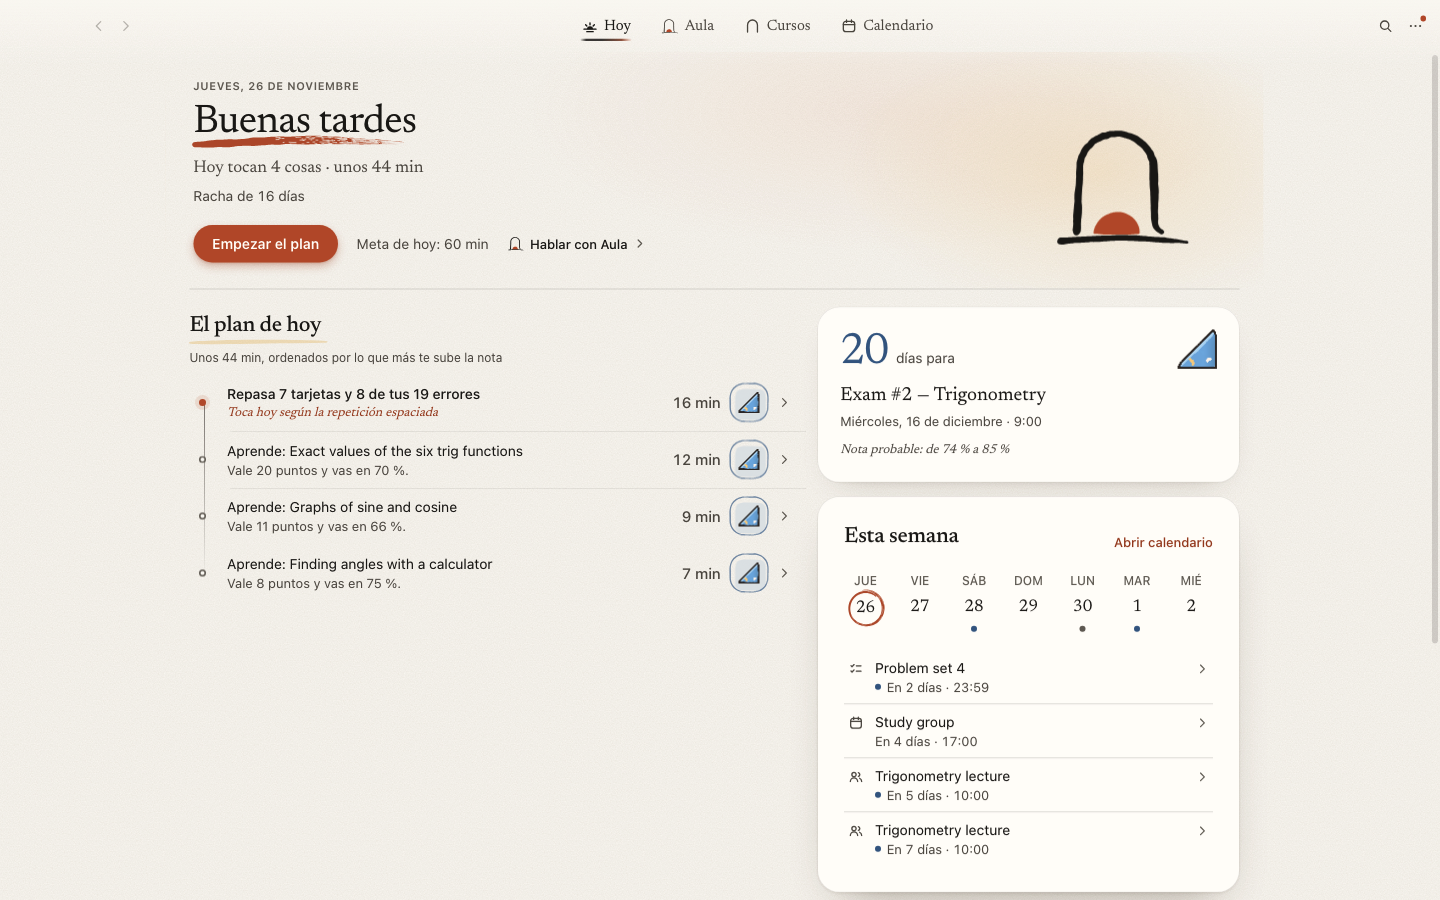 Hoy
Aula
Cursos
Calendario
JUEVES, 26 DE NOVIEMBRE
Buenas tardes
Hoy tocan 4 cosas · unos 44 min
Racha de 16 días
Empezar el plan
Meta de hoy: 60 min
Hablar con Aula
El plan de hoy
Unos 44 min, ordenados por lo que más te sube la nota
Repasa 7 tarjetas y 8 de tus 19 errores
Toca hoy según la repetición espaciada
16 min
Aprende: Exact values of the six trig functions
Vale 20 puntos y vas en 70 %.
12 min
Aprende: Graphs of sine and cosine
Vale 11 puntos y vas en 66 %.
9 min
Aprende: Finding angles with a calculator
Vale 8 puntos y vas en 75 %.
7 min
20 días para
Exam #2 – Trigonometry
Miércoles, 16 de diciembre · 9:00
Nota probable: de 74 % a 85 %
Esta semana
Abrir calendario
JUE VIE SÁB DOM LUN MAR MIÉ
26 27 28 29 30 1 2
Problem set 4
En 2 días · 23:59
Study group
En 4 días · 17:00
Trigonometry lecture
En 5 días · 10:00
Trigonometry lecture
En 7 días · 10:00